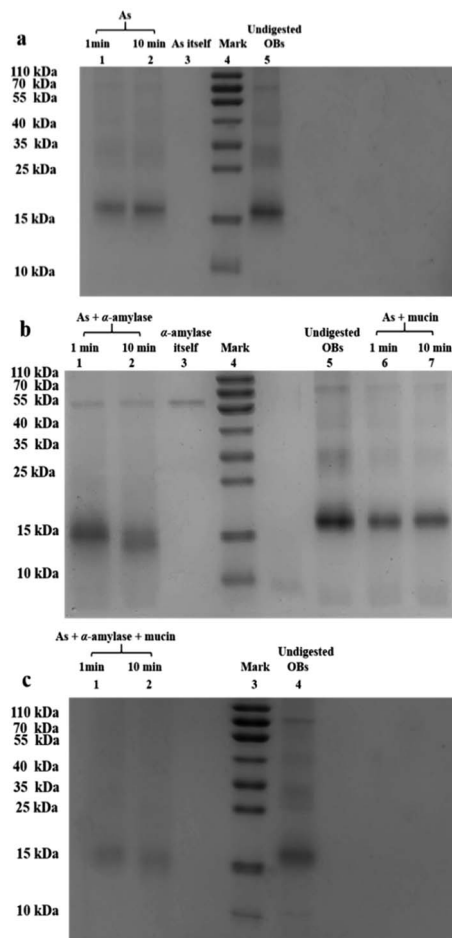 a
As
1min 10 min As itself Mark Undigested OBs
1 2 3 4 5
110 kDa
70 kDa
55 kDa
40 kDa
35 kDa
25 kDa
15 kDa
10 kDa
b
As + α-amylase α-amylase itself Mark Undigested OBs As + mucin
1 min 10 min 1 min 10 min
1 2 3 4 5 6 7
110 kDa
70 kDa
55 kDa
40 kDa
35 kDa
25 kDa
15 kDa
10 kDa
c
As + α-amylase + mucin
1min 10 min Mark Undigested OBs
1 2 3 4
110 kDa
70 kDa
55 kDa
40 kDa
35 kDa
25 kDa
15 kDa
10 kDa